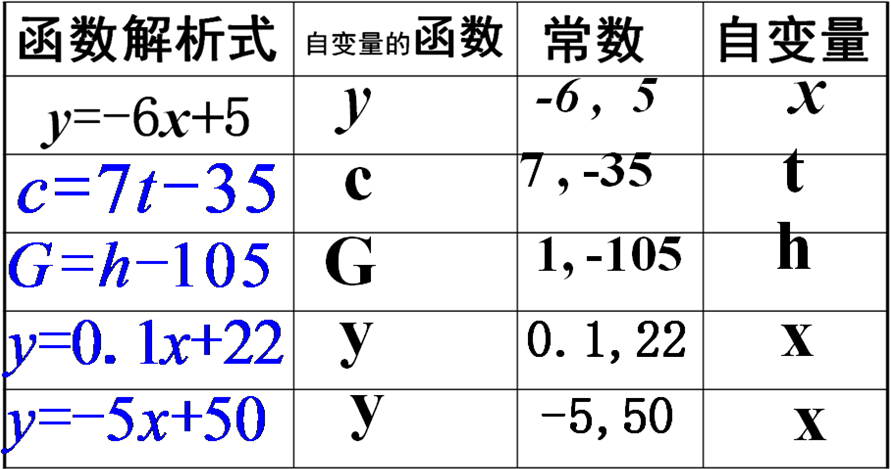 函数解析式 自变量的函数 常数 自变量
y=-6x+5 y -6, 5 x
c=7t-35 c 7,-35 t
G=h-105 G 1,-105 h
y=0.1x+22 y 0.1,22 x
y=-5x+50 y -5,50 x